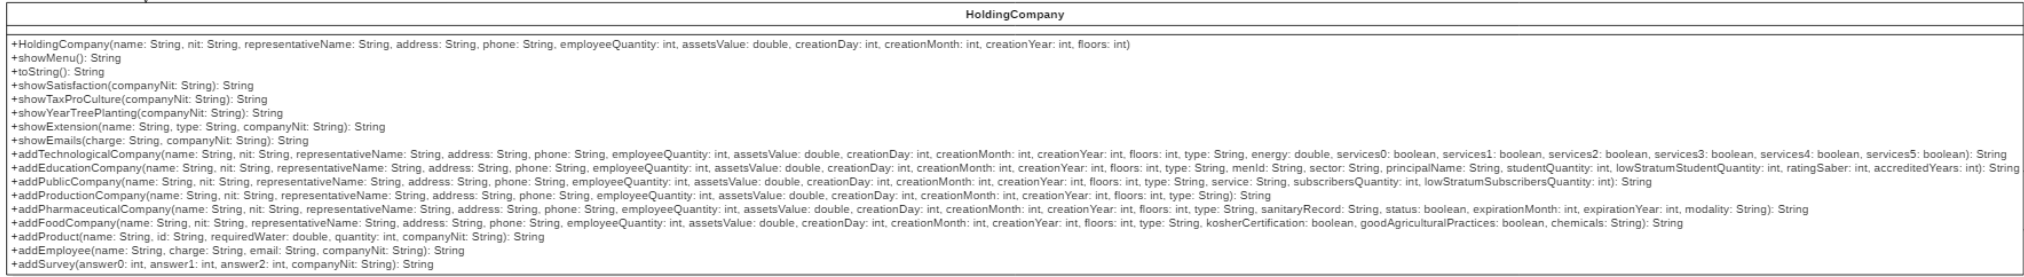 HoldingCompany
+HoldingCompany(name: String, nit: String, representativeName: String, address: String, phone: String, employeeQuantity: int, assetsValue: double, creationDay: int, creationMonth: int, creationYear: int, floors: int)
+showMenu(): String
+toString(): String
+showSatisfaction(companyNit: String): String
+showTaxProCulture(companyNit: String): String
+showYearTreePlanting(companyNit: String): String
+showExtension(name: String, type: String, companyNit: String): String
+showEmails(charge: String, companyNit: String): String
+addTechnologicalCompany(name: String, nit: String, representativeName: String, address: String, phone: String, employeeQuantity: int, assetsValue: double, creationDay: int, creationMonth: int, creationYear: int, floors: int, type: String, energy: double, services0: boolean, services1: boolean, services2: boolean, services3: boolean, services4: boolean, services5: boolean): String
+addEducationCompany(name: String, nit: String, representativeName: String, address: String, phone: String, employeeQuantity: int, assetsValue: double, creationDay: int, creationMonth: int, creationYear: int, floors: int, type: String, menId: String, sector: String, principalName: String, studentQuantity: int, lowStratumStudentQuantity: int, ratingSaber: int, accreditedYears: int): String
+addPublicCompany(name: String, nit: String, representativeName: String, address: String, phone: String, employeeQuantity: int, assetsValue: double, creationDay: int, creationMonth: int, creationYear: int, floors: int, type: String, service: String, subscribersQuantity: int, lowStratumSubscribersQuantity: int): String
+addProductionCompany(name: String, nit: String, representativeName: String, address: String, phone: String, employeeQuantity: int, assetsValue: double, creationDay: int, creationMonth: int, creationYear: int, floors: int, type: String): String
+addPharmaceuticalCompany(name: String, nit: String, representativeName: String, address: String, phone: String, employeeQuantity: int, assetsValue: double, creationDay: int, creationMonth: int, creationYear: int, floors: int, type: String, sanitaryRecord: String, status: boolean, expirationMonth: int, expirationYear: int, modality: String): String
+addFoodCompany(name: String, nit: String, representativeName: String, address: String, phone: String, employeeQuantity: int, assetsValue: double, creationDay: int, creationMonth: int, creationYear: int, floors: int, type: String, kosherCertification: boolean, goodAgriculturalPractices: boolean, chemicals: String): String
+addProduct(name: String, id: String, requiredWater: double, quantity: int, companyNit: String): String
+addEmployee(name: String, charge: String, email: String, companyNit: String): String
+addSurvey(answer0: int, answer1: int, answer2: int, companyNit: String): String